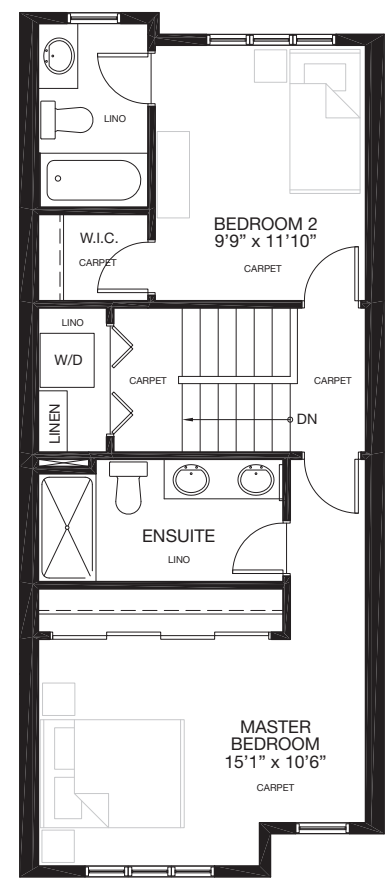 LINO
W.I.C.
CARPET
BEDROOM 2
9’9” x 11’10”
CARPET
LINO
W/D
LINEN
CARPET
CARPET
DN
ENSUITE
LINO
MASTER
BEDROOM
15’1” x 10’6”
CARPET